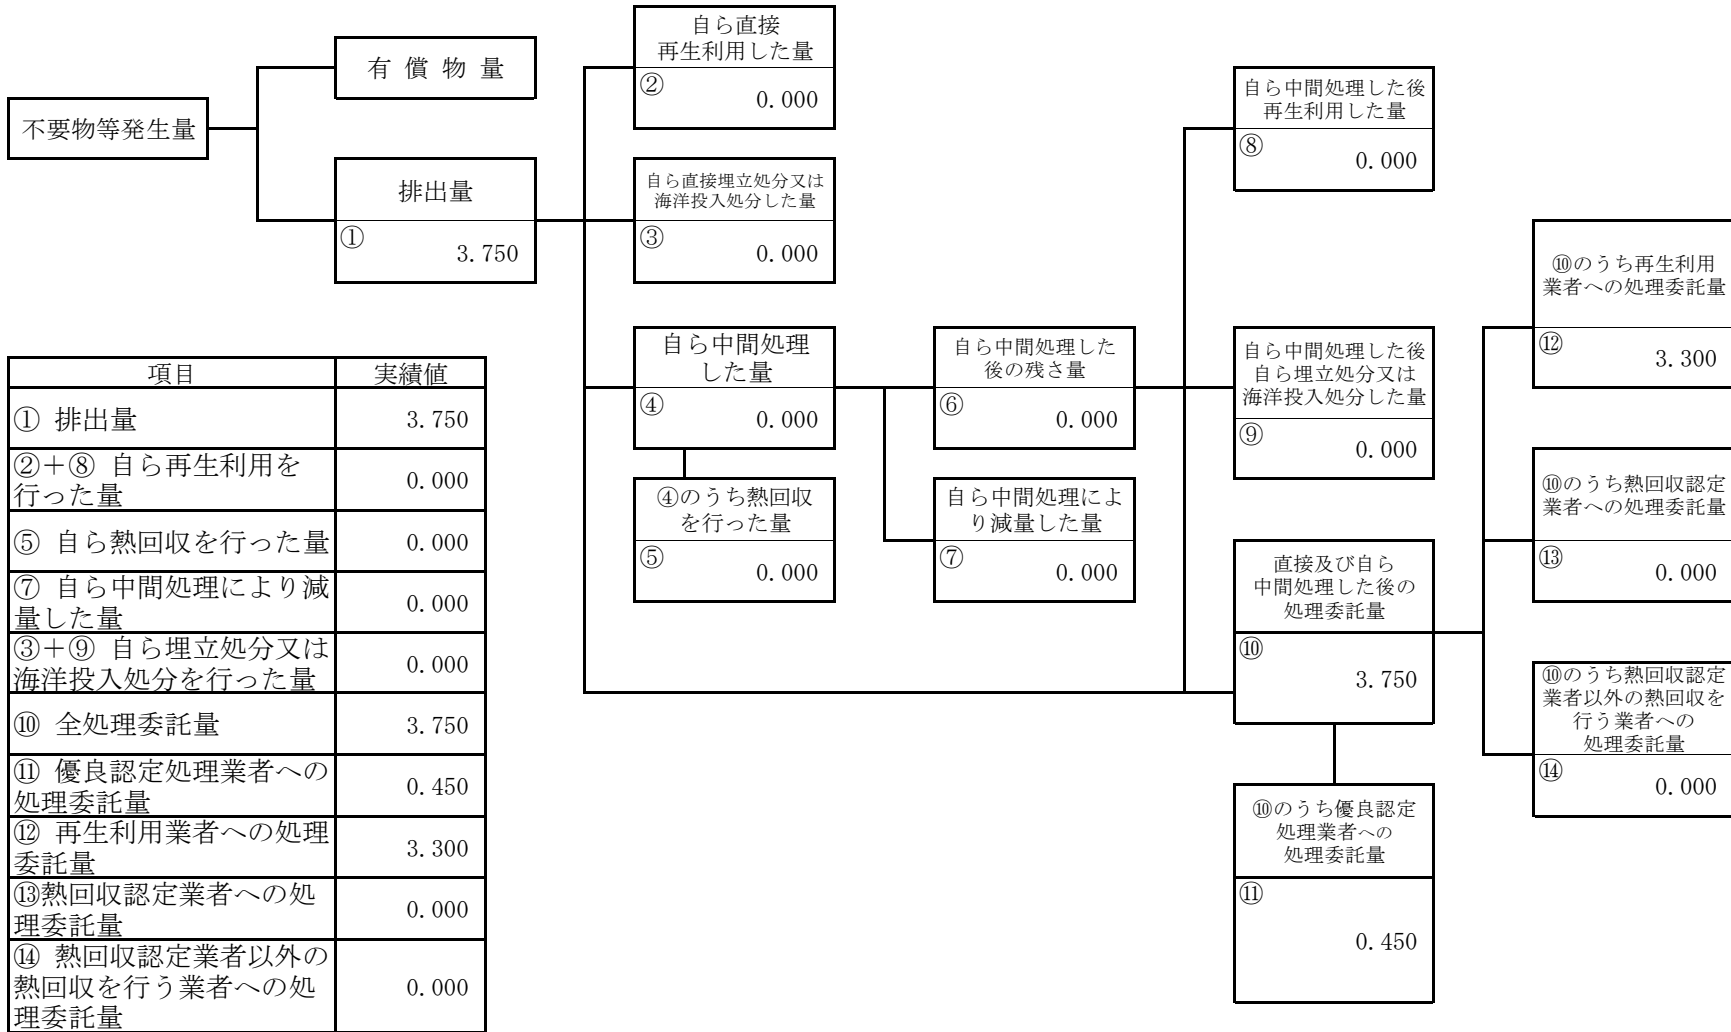 不要物等発生量
有 償 物 量
排出量
①
3.750
自ら直接
再生利用した量
②
0.000
自ら直接埋立処分又は
海洋投入処分した量
③
0.000
自ら中間処理
した量
④
0.000
④のうち熱回収
を行った量
⑤
0.000
自ら中間処理した
後の残さ量
⑥
0.000
自ら中間処理によ
り減量した量
⑦
0.000
自ら中間処理した後
再生利用した量
⑧
0.000
自ら中間処理した後
自ら埋立処分又は
海洋投入処分した量
⑨
0.000
直接及び自ら
中間処理した後の
処理委託量
⑩
3.750
⑩のうち優良認定
処理業者への
処理委託量
⑪
0.450
⑩のうち再生利用
業者への処理委託量
⑫
3.300
⑩のうち熱回収認定
業者への処理委託量
⑬
0.000
⑩のうち熱回収認定
業者以外の熱回収を
行う業者への
処理委託量
⑭
0.000
項目 実績値
① 排出量 3.750
②+⑧ 自ら再生利用を
行った量 0.000
⑤ 自ら熱回収を行った量 0.000
⑦ 自ら中間処理により減
量した量 0.000
③+⑨ 自ら埋立処分又は
海洋投入処分を行った量 0.000
⑩ 全処理委託量 3.750
⑪ 優良認定処理業者への
処理委託量 0.450
⑫ 再生利用業者への処理
委託量 3.300
⑬熱回収認定業者への処
理委託量 0.000
⑭ 熱回収認定業者以外の
熱回収を行う業者への処
理委託量 0.000